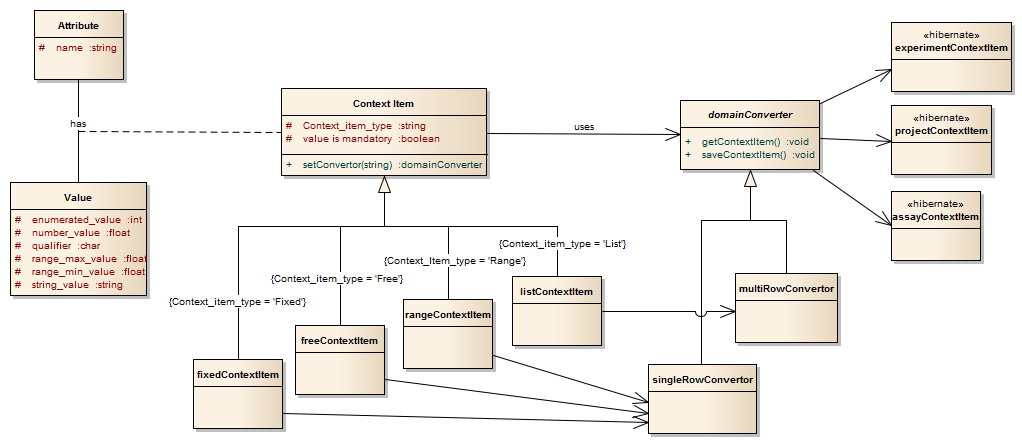 Attribute
# name :string
has
Value
# enumerated_value :int
# number_value :float
# qualifier :char
# range_max_value :float
# range_min_value :float
# string_value :string
Context Item
# Context_item_type :string
# value is mandatory :boolean
+ setConvertor(string) :domainConverter
uses
domainConverter
+ getContextItem() :void
+ saveContextItem() :void
«hibernate»
experimentContextItem
«hibernate»
projectContextItem
«hibernate»
assayContextItem
{Context_item_type = 'List'}
{Context_Item_type = 'Range'}
{Context_item_type = 'Free'}
{Context_item_type = 'Fixed'}
listContextItem
multiRowConvertor
rangeContextItem
freeContextItem
fixedContextItem
singleRowConvertor